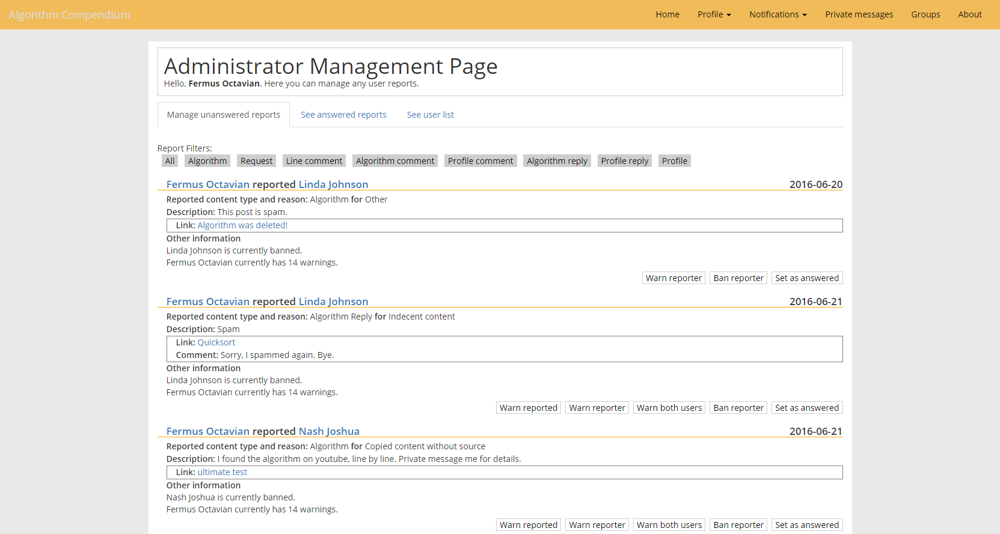 Algorithm Compendium Home Profile Notifications Private messages Groups About
Administrator Management Page
Hello, Fermus Octavian. Here you can manage any user reports.
Manage unanswered reports See answered reports See user list
Report Filters:
All Algorithm Request Line comment Algorithm comment Profile comment Algorithm reply Profile reply Profile
Fermus Octavian reported Linda Johnson 2016-06-20
Reported content type and reason: Algorithm for Other
Description: This post is spam.
Link: Algorithm was deleted!
Other information
Linda Johnson is currently banned.
Fermus Octavian currently has 14 warnings.
Warn reporter Ban reporter Set as answered
Fermus Octavian reported Linda Johnson 2016-06-21
Reported content type and reason: Algorithm Reply for Indecent content
Description: Spam
Link: Quicksort
Comment: Sorry, I spammed again. Bye.
Other information
Linda Johnson is currently banned.
Fermus Octavian currently has 14 warnings.
Warn reported Warn reporter Warn both users Ban reporter Set as answered
Fermus Octavian reported Nash Joshua 2016-06-21
Reported content type and reason: Algorithm for Copied content without source
Description: I found the algorithm on youtube, line by line. Private message me for details.
Link: ultimate test
Other information
Nash Joshua is currently banned.
Fermus Octavian currently has 14 warnings.
Warn reported Warn reporter Warn both users Ban reporter Set as answered